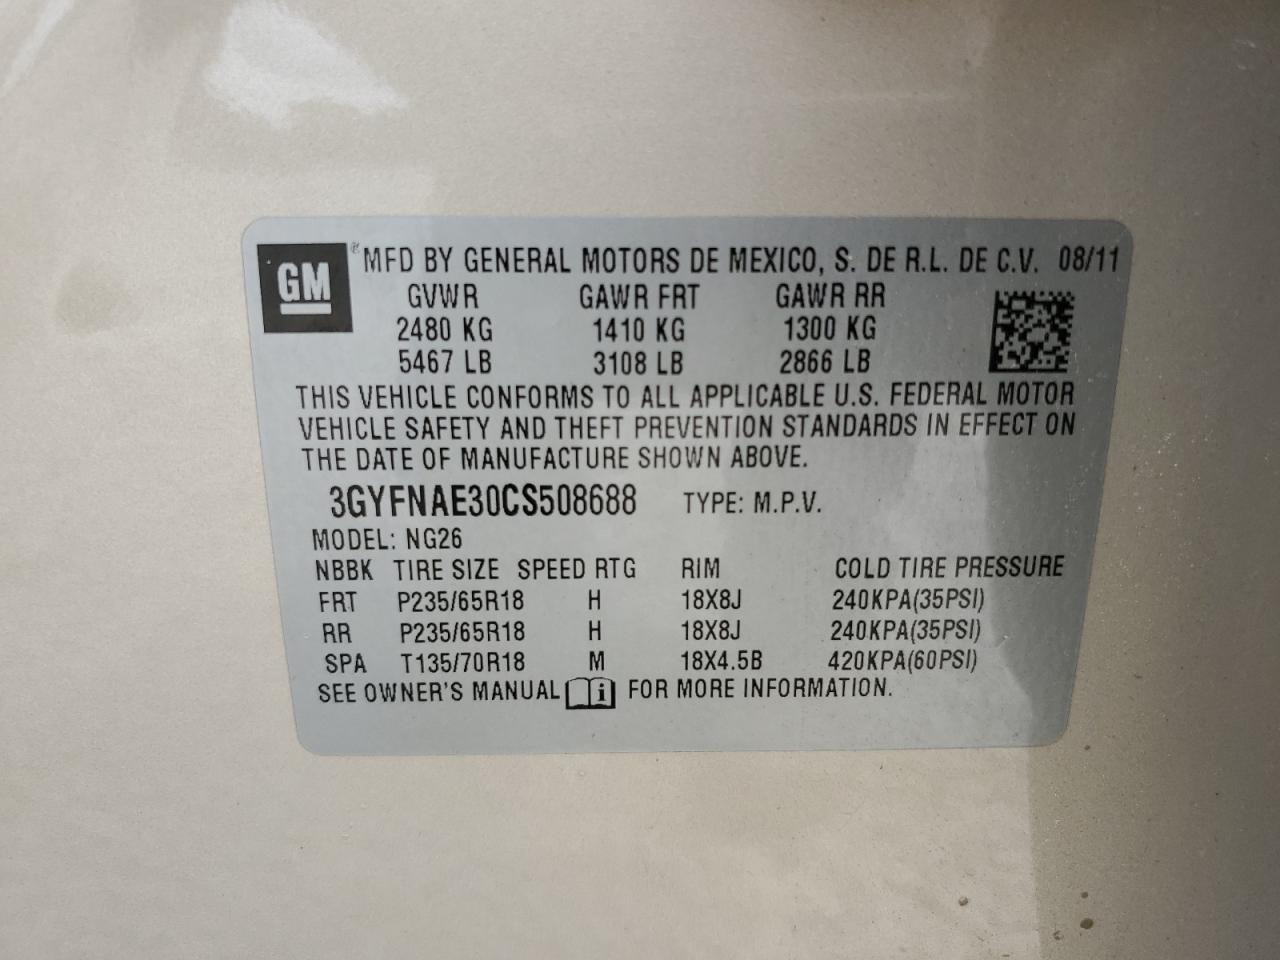 GM ® MFD BY GENERAL MOTORS DE MEXICO, S. DE R.L. DE C.V. 08/11
GVWR GAWR FRT GAWR RR
2480 KG 1410 KG 1300 KG
5467 LB 3108 LB 2866 LB
THIS VEHICLE CONFORMS TO ALL APPLICABLE U.S. FEDERAL MOTOR
VEHICLE SAFETY AND THEFT PREVENTION STANDARDS IN EFFECT ON
THE DATE OF MANUFACTURE SHOWN ABOVE.
3GYFNAE30CS508688 TYPE: M.P.V.
MODEL: NG26
NBBK TIRE SIZE SPEED RTG RIM COLD TIRE PRESSURE
FRT P235/65R18 H 18X8J 240KPA(35PSI)
RR P235/65R18 H 18X8J 240KPA(35PSI)
SPA T135/70R18 M 18X4.5B 420KPA(60PSI)
SEE OWNER'S MANUAL i FOR MORE INFORMATION.